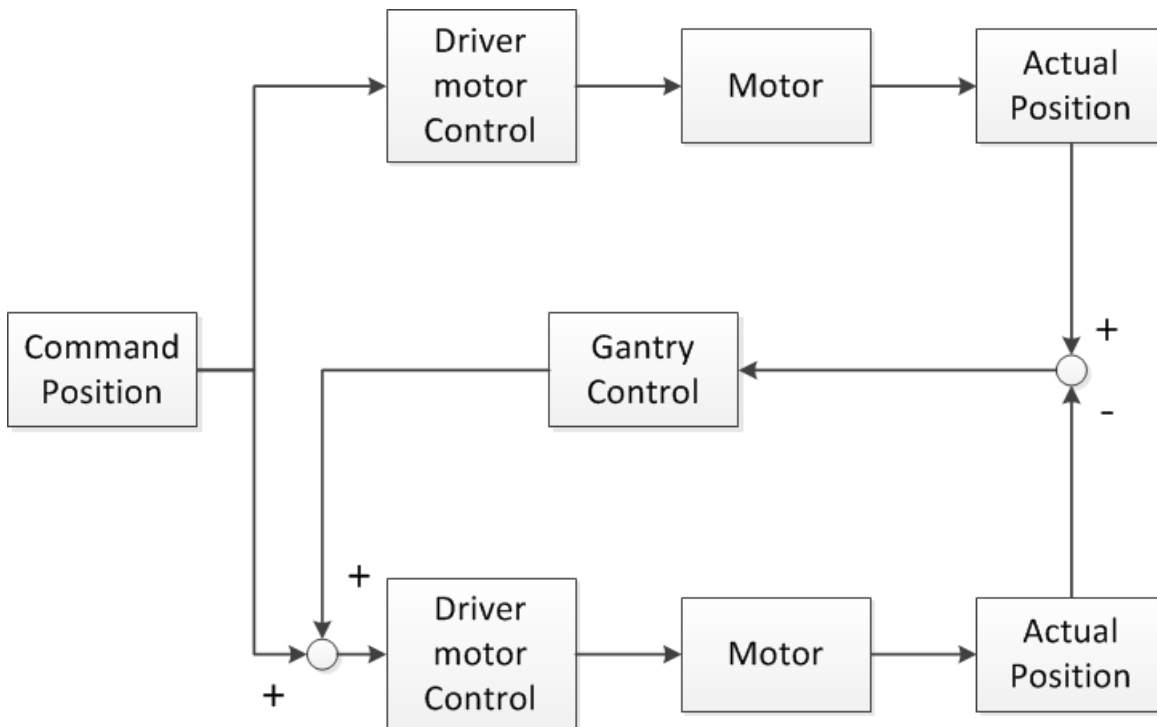 Driver
motor
Control
Motor
Actual
Position
+
Command
Position
Gantry
Control
-
+
Driver
motor
Control
Motor
Actual
Position
+